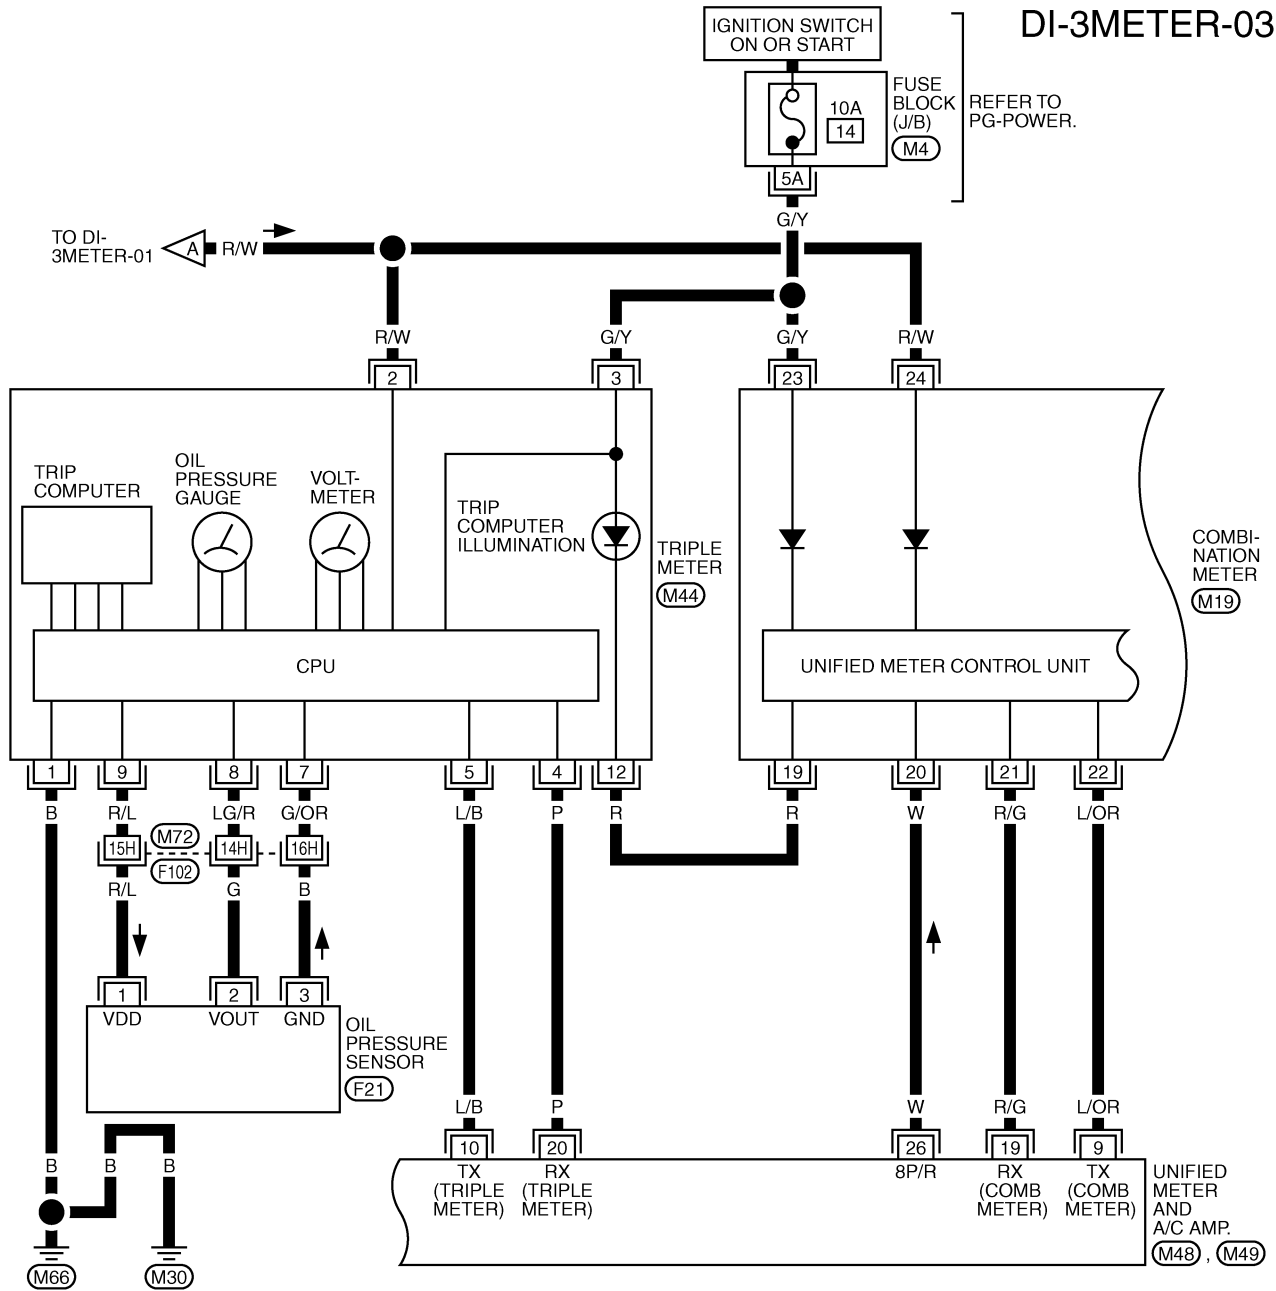 DI-3METER-03
IGNITION SWITCH
ON OR START
10A
14
FUSE
BLOCK
(J/B)
M4
REFER TO
PG-POWER.
5A
G/Y
TO DI-
3METER-01
A
R/W
R/W
G/Y
G/Y
R/W
2
3
23
24
TRIP
COMPUTER
OIL
PRESSURE
GAUGE
VOLT-
METER
TRIP
COMPUTER
ILLUMINATION
TRIPLE
METER
M44
COMBI-
NATION
METER
M19
CPU
UNIFIED METER CONTROL UNIT
1
9
8
7
5
4
12
19
20
21
22
B
R/L
LG/R
G/OR
L/B
P
R
R
W
R/G
L/OR
15H
M72
F102
14H
16H
R/L
G
B
1
2
3
VDD
VOUT
GND
OIL
PRESSURE
SENSOR
F21
L/B
P
W
R/G
L/OR
10
20
26
19
9
B
B
B
M66
M30
TX
(TRIPLE
METER)
RX
(TRIPLE
METER)
8P/R
RX
(COMB
METER)
TX
(COMB
METER)
UNIFIED
METER
AND
A/C AMP.
M48 , M49